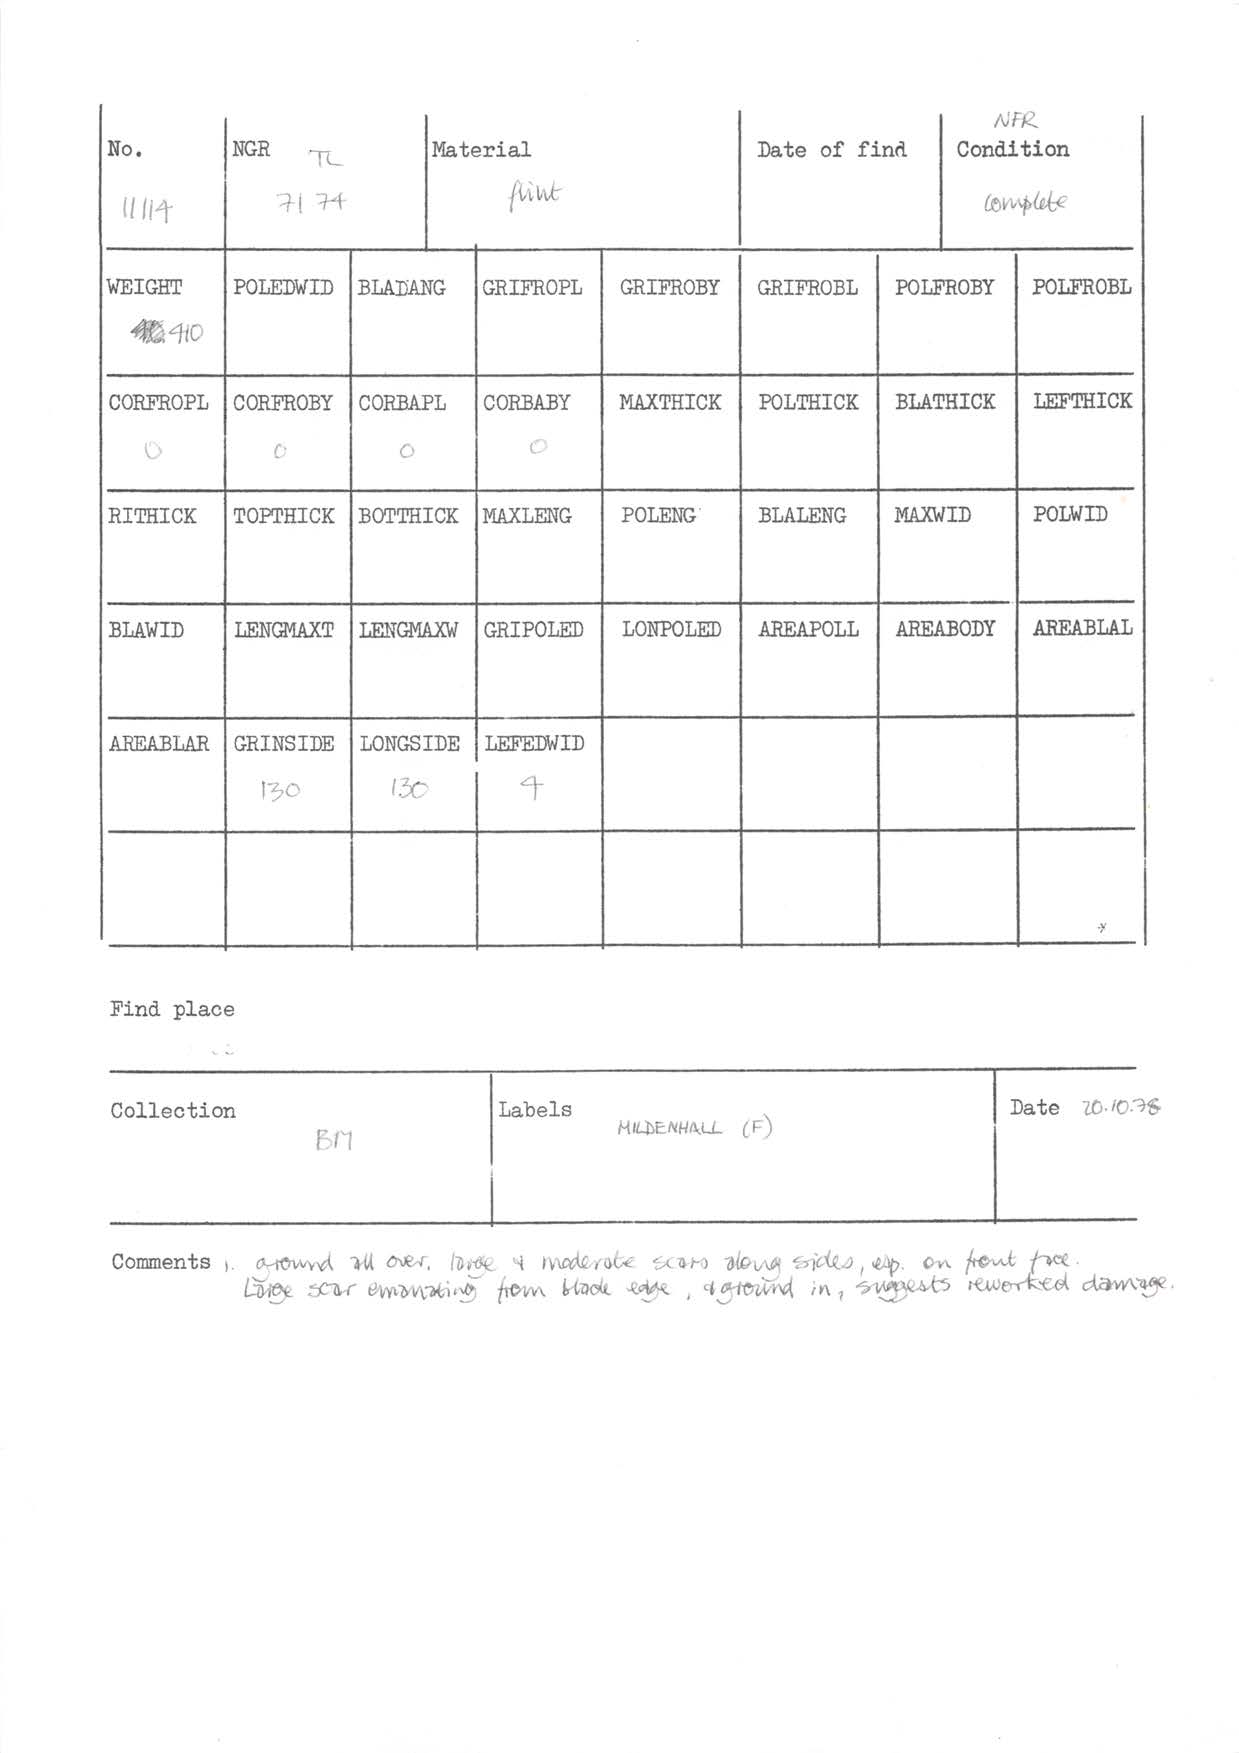 NFR
No. NGR TL Material Date of find Condition
11114 71 74 flint complete
WEIGHT POLEDWID BLADANG GRIFROPL GRIFROBY GRIFROBL POLFROBY POLFROBL
410
CORFROPL CORFROBY CORBAPL CORBABY MAXTHICK POLTHICK BLATHICK LEFTHICK
0 0 0 0
RITHICK TOPTHICK BOTTHICK MAXLENG POLENG BLALENG MAXWID POLWID
BLAWID LENGMAXT LENGMAXW GRIPOLED LONPOLED AREAPOLL AREABODY AREABLAL
AREABLAR GRINSIDE LONGSIDE LEFEDWID
130 130 4
Find place
Collection Labels Date 20.10.78
BM MILDENHALL (F)
Comments 1. ground all over. large & moderate scars along sides, esp. on front face.
Large scar emanating from blade edge, & ground in, suggests reworked damage.